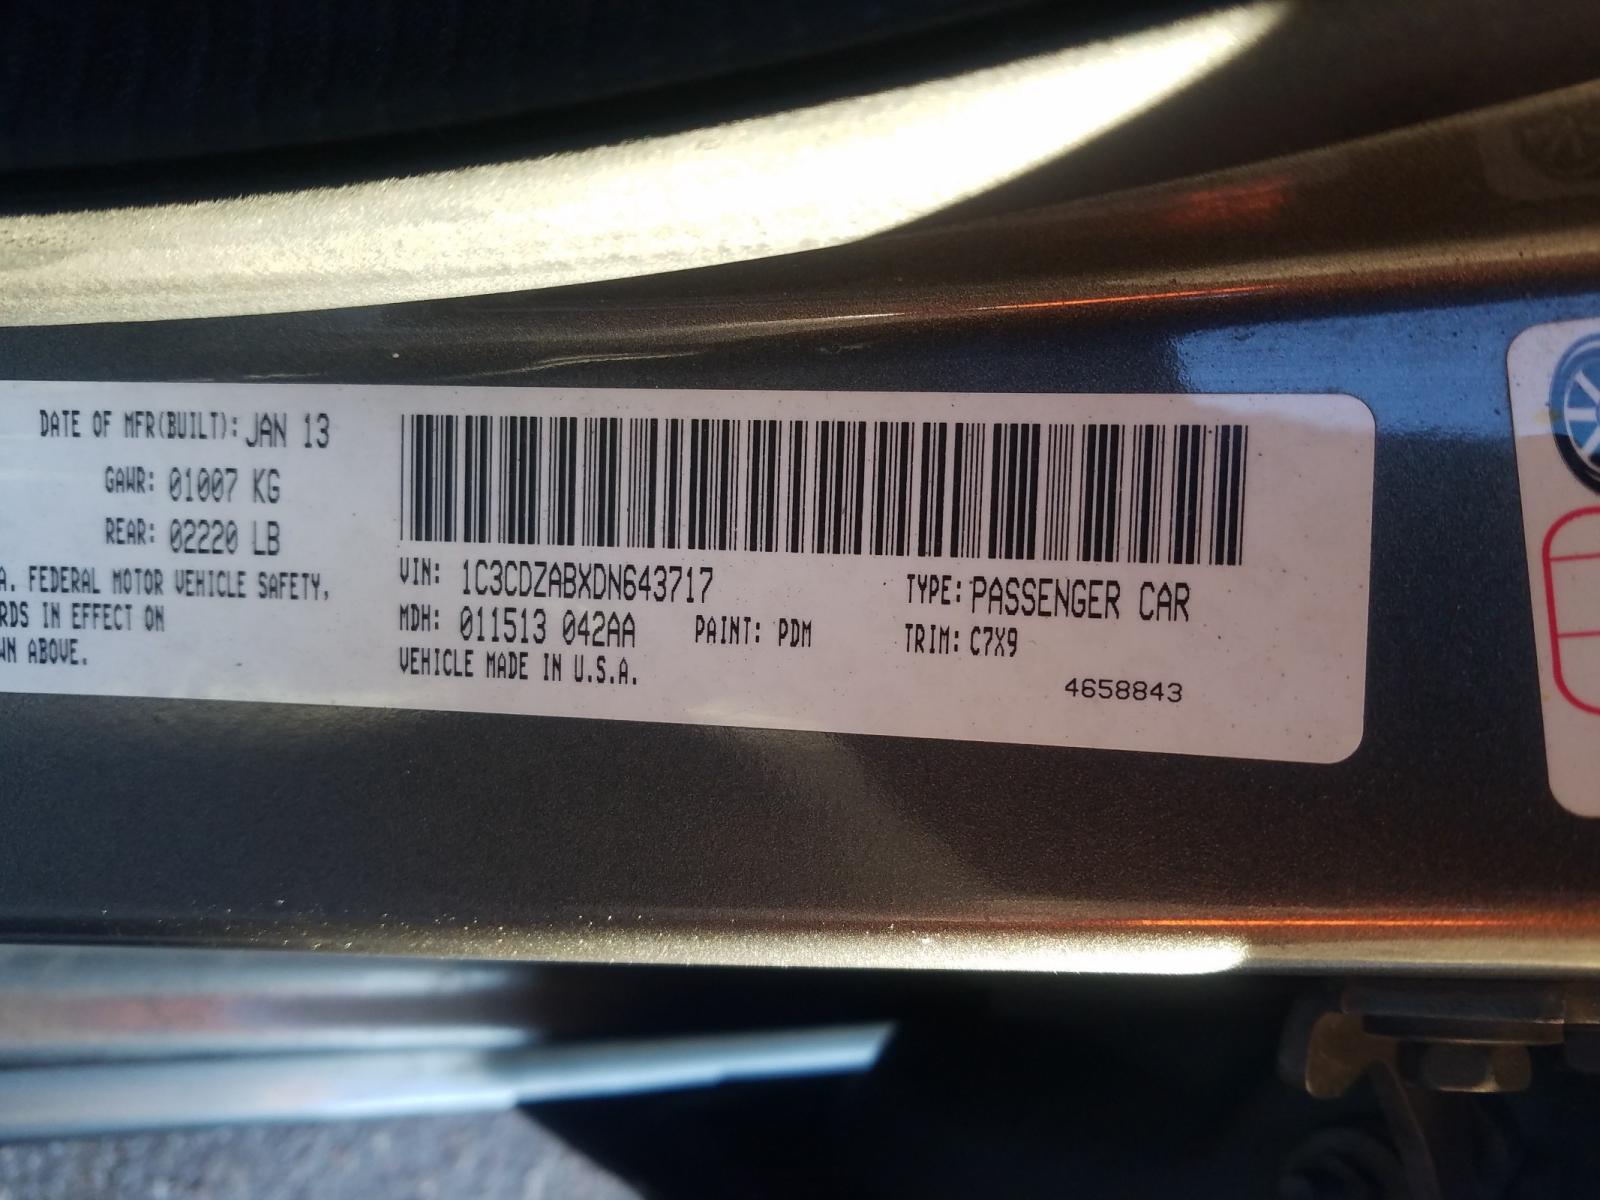 DATE OF MFR(BUILT): JAN 13
GAWR: 01007 KG
REAR: 02220 LB
A. FEDERAL MOTOR VEHICLE SAFETY,
RDS IN EFFECT ON
WN ABOVE.
VIN: 1C3CDZABXDN643717
TYPE: PASSENGER CAR
MDH: 011513 042AA
PAINT: PDM
TRIM: C7X9
VEHICLE MADE IN U.S.A.
4658843